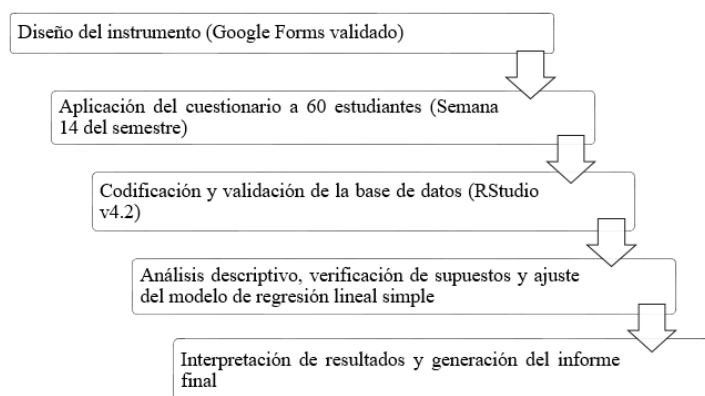 Diseño del instrumento (Google Forms validado)
Aplicación del cuestionario a 60 estudiantes (Semana
14 del semestre)
Codificación y validación de la base de datos (RStudio
v4.2)
Análisis descriptivo, verificación de supuestos y ajuste
del modelo de regresión lineal simple
Interpretación de resultados y generación del informe
final